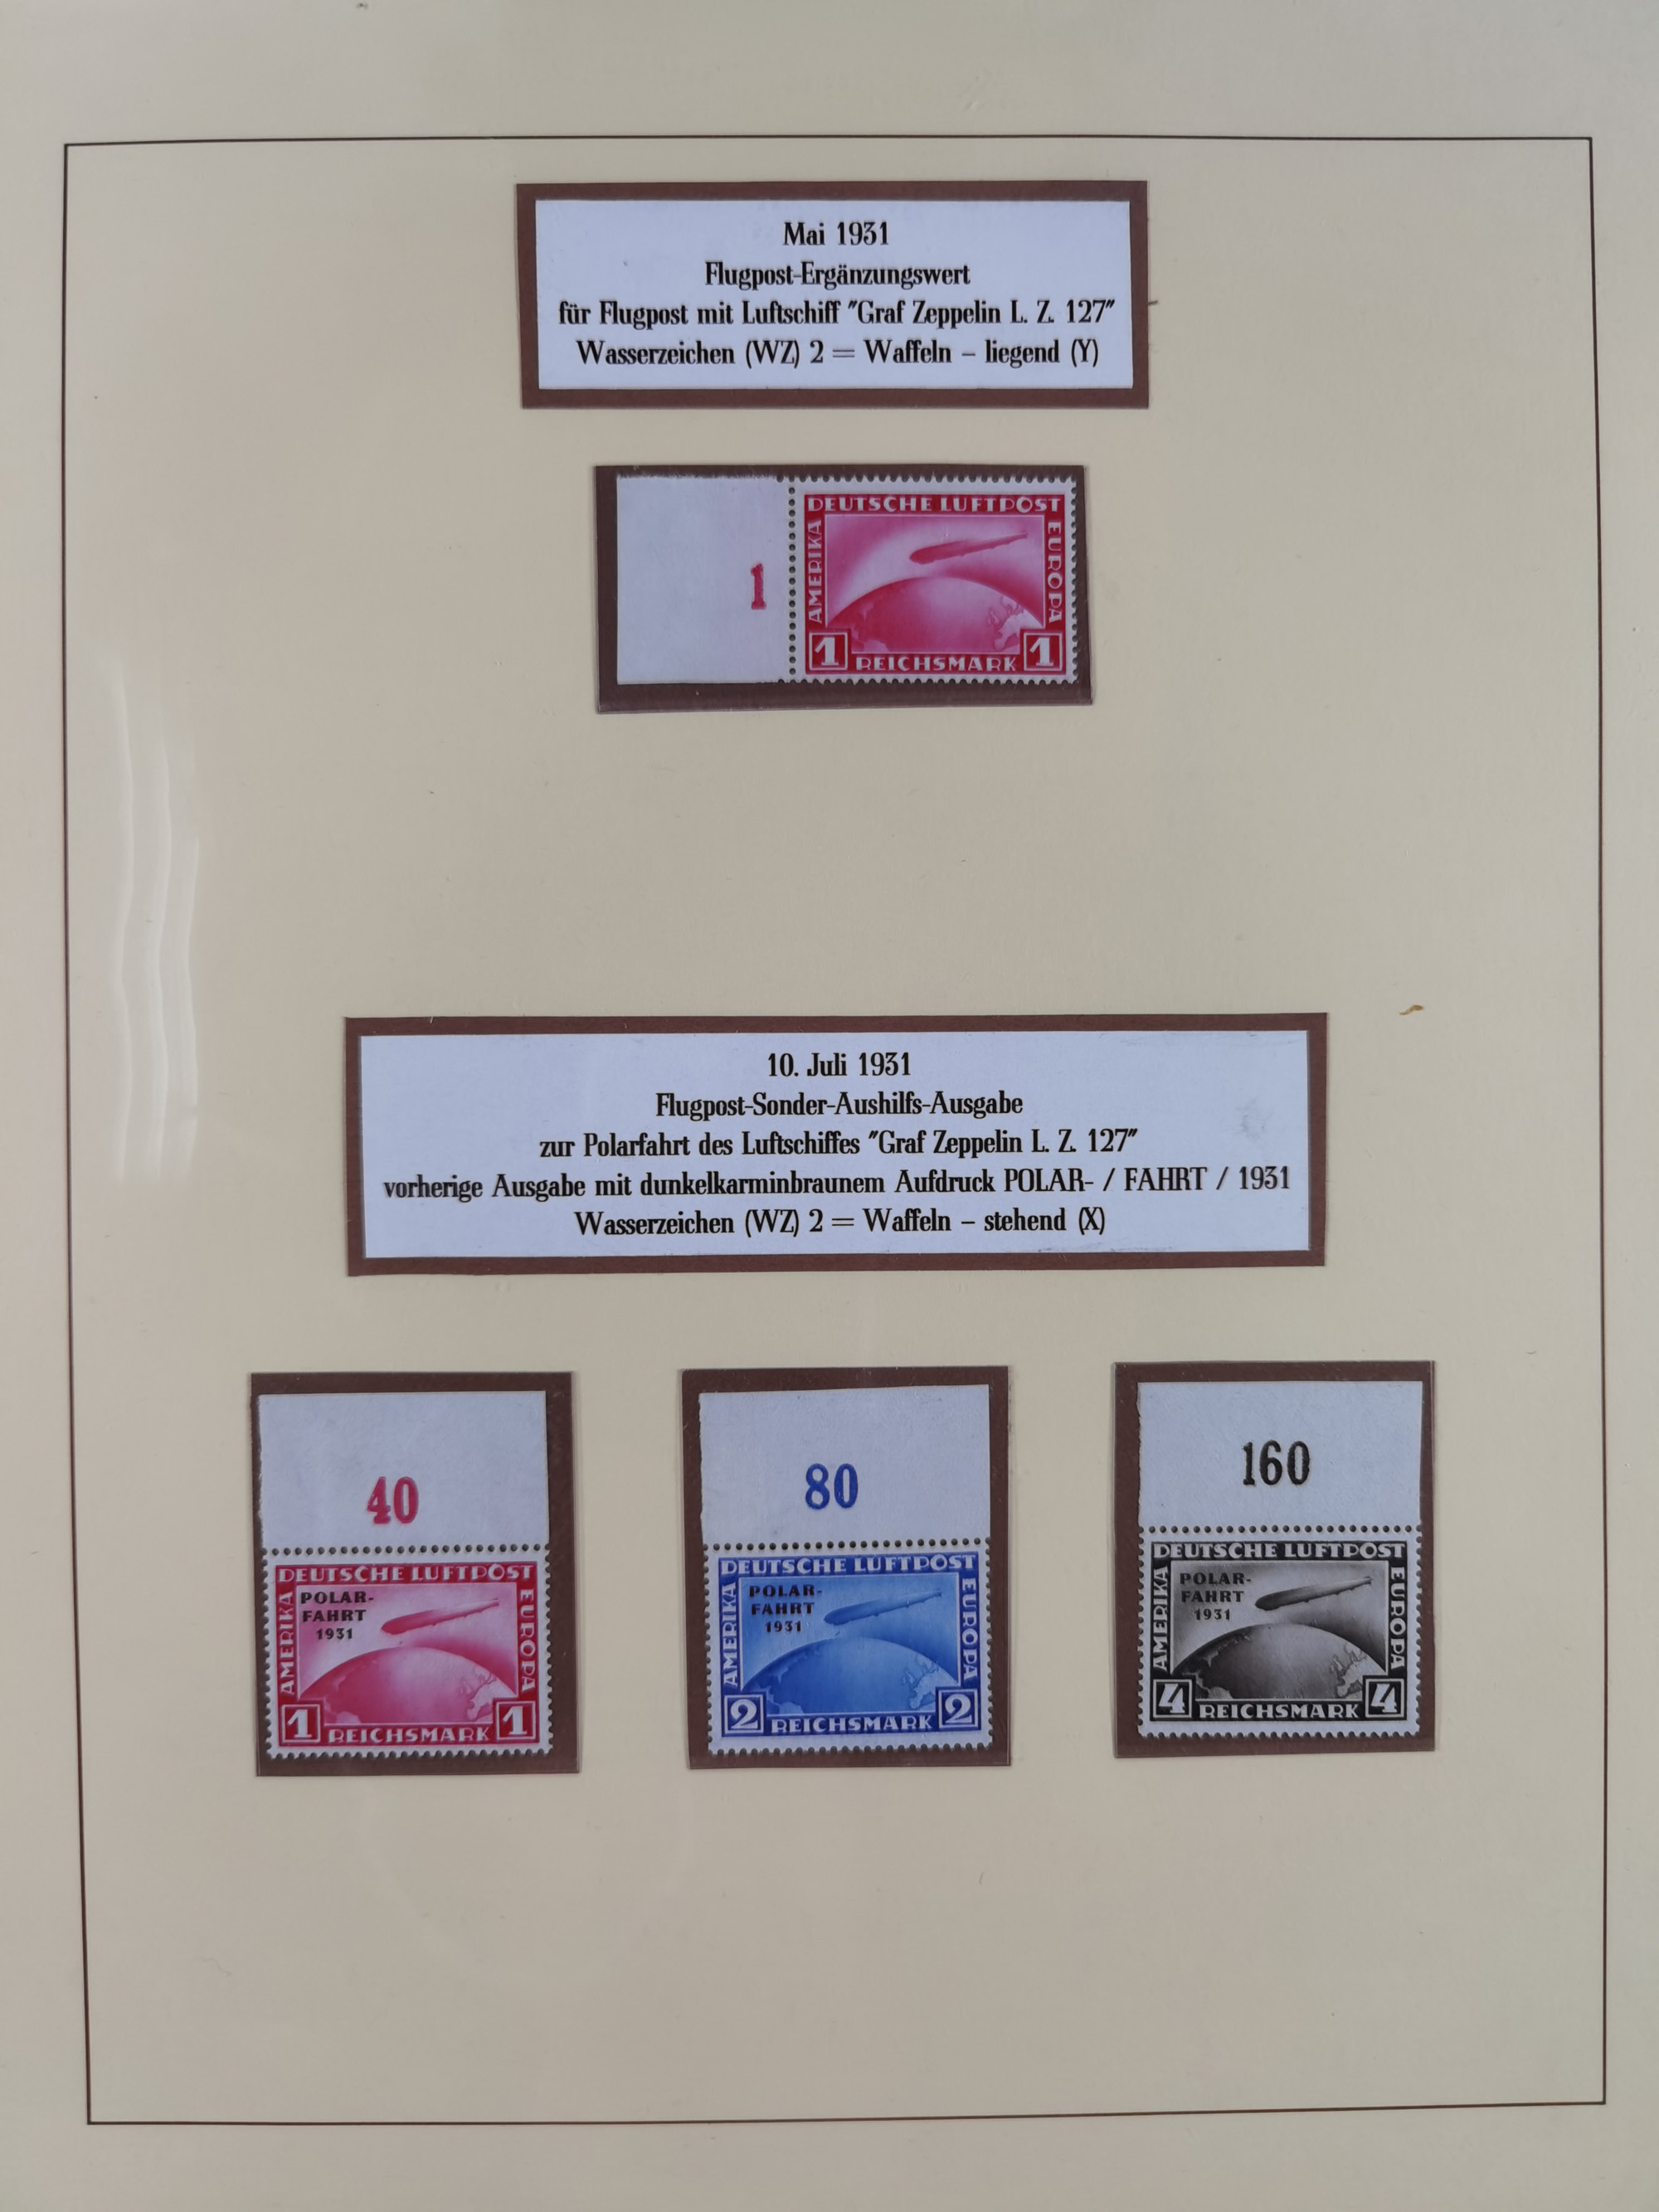 Mai 1931
Flugpost-Ergänzungswert
für Flugpost mit Luftschiff "Graf Zeppelin L. Z. 127"
Wasserzeichen (WZ) 2 = Waffeln – liegend (Y)
1
DEUTSCHE LUFTPOST
AMERIKA
EUROPA
1 REICHSMARK 1
10. Juli 1931
Flugpost-Sonder-Aushilfs-Ausgabe
zur Polarfahrt des Luftschiffes "Graf Zeppelin L. Z. 127"
vorherige Ausgabe mit dunkelkarminbraunem Aufdruck POLAR- / FAHRT / 1931
Wasserzeichen (WZ) 2 = Waffeln – stehend (X)
40
DEUTSCHE LUFTPOST
AMERIKA
POLAR-
FAHRT
1931
EUROPA
1 REICHSMARK 1
80
DEUTSCHE LUFTPOST
AMERIKA
POLAR-
FAHRT
1931
EUROPA
2 REICHSMARK 2
160
DEUTSCHE LUFTPOST
AMERIKA
POLAR-
FAHRT
1931
EUROPA
4 REICHSMARK 4